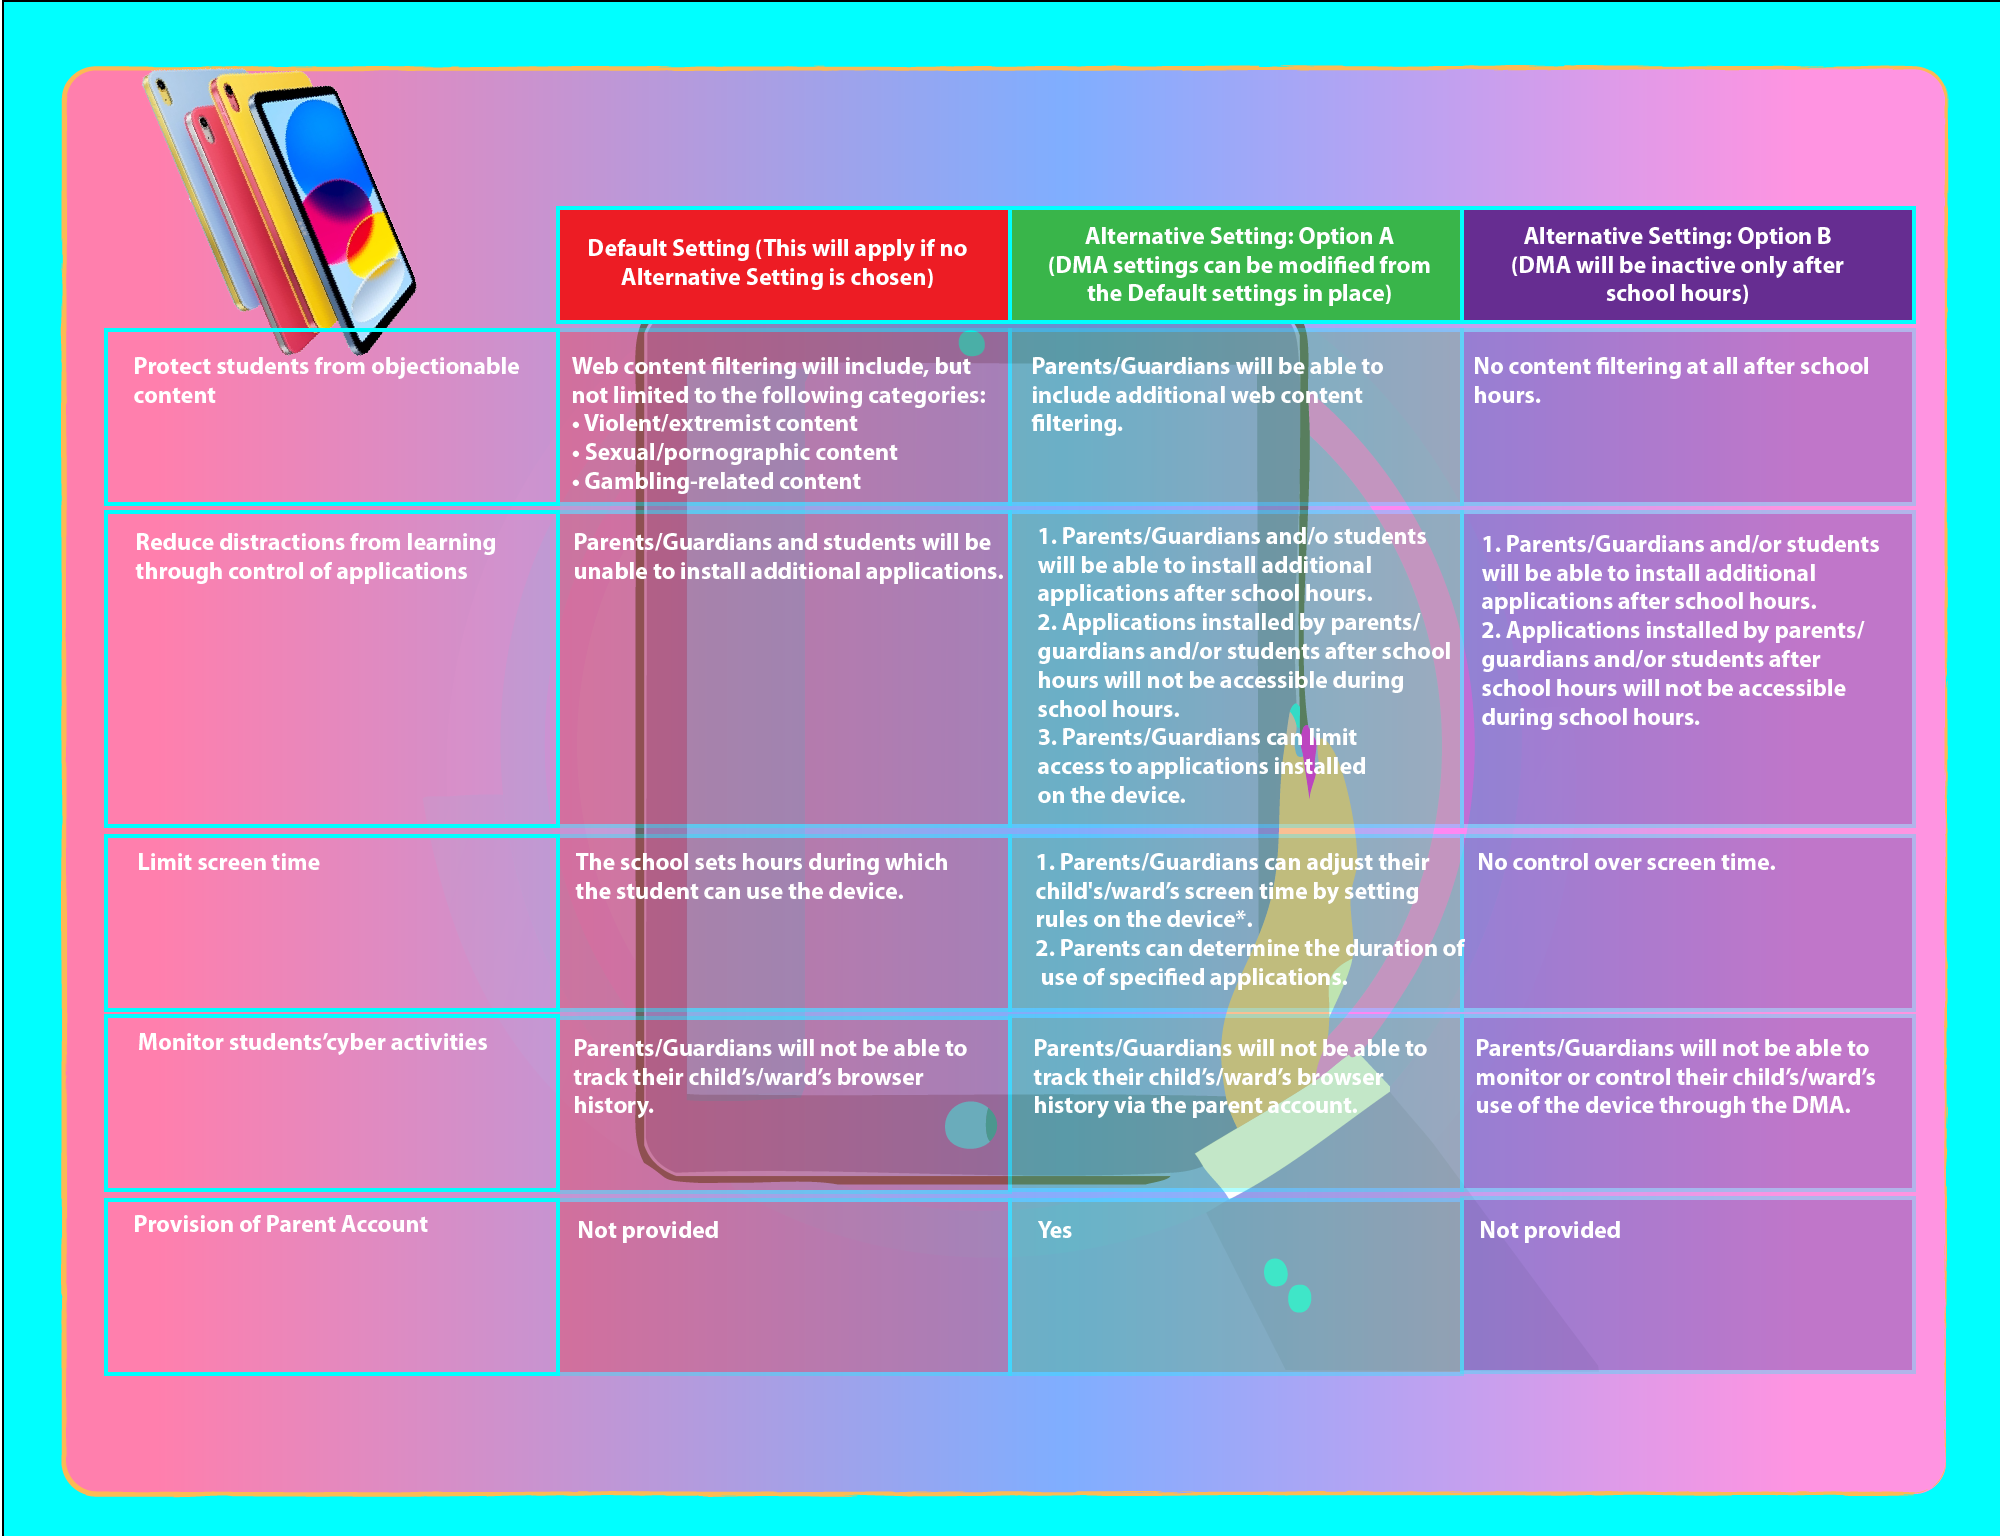 Default Setting (This will apply if no
Alternative Setting is chosen)
Alternative Setting: Option A
(DMA settings can be modified from
the Default settings in place)
Alternative Setting: Option B
(DMA will be inactive only after
school hours)
Protect students from objectionable
content
Web content filtering will include, but
not limited to the following categories:
• Violent/extremist content
• Sexual/pornographic content
• Gambling-related content
Parents/Guardians will be able to
include additional web content
filtering.
No content filtering at all after school
hours.
Reduce distractions from learning
through control of applications
Parents/Guardians and students will be
unable to install additional applications.
1. Parents/Guardians and/o students
will be able to install additional
applications after school hours.
2. Applications installed by parents/
guardians and/or students after school
hours will not be accessible during
school hours.
3. Parents/Guardians can limit
access to applications installed
on the device.
1. Parents/Guardians and/or students
will be able to install additional
applications after school hours.
2. Applications installed by parents/
guardians and/or students after
school hours will not be accessible
during school hours.
Limit screen time
The school sets hours during which
the student can use the device.
1. Parents/Guardians can adjust their
child's/ward’s screen time by setting
rules on the device*.
2. Parents can determine the duration of
use of specified applications.
No control over screen time.
Monitor students’cyber activities
Parents/Guardians will not be able to
track their child’s/ward’s browser
history.
Parents/Guardians will not be able to
track their child’s/ward’s browser
history via the parent account.
Parents/Guardians will not be able to
monitor or control their child’s/ward’s
use of the device through the DMA.
Provision of Parent Account
Not provided
Yes
Not provided